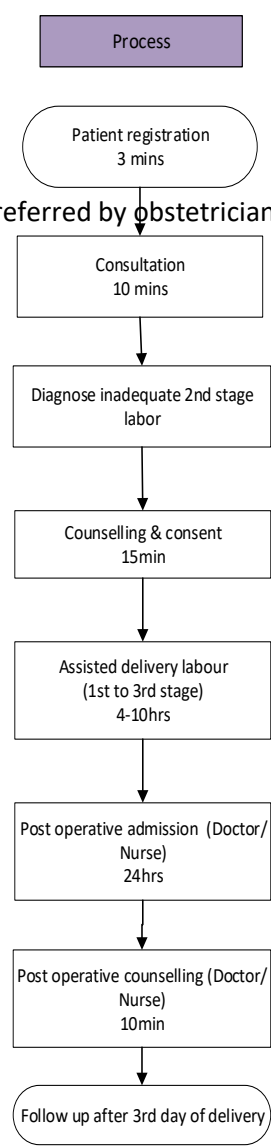 Process
Patient registration
3 mins
referred by obstetrician
Consultation
10 mins
Diagnose inadequate 2nd stage
labor
Counselling & consent
15min
Assisted delivery labour
(1st to 3rd stage)
4-10hrs
Post operative admission (Doctor/
Nurse)
24hrs
Post operative counselling (Doctor/
Nurse)
10min
Follow up after 3rd day of delivery